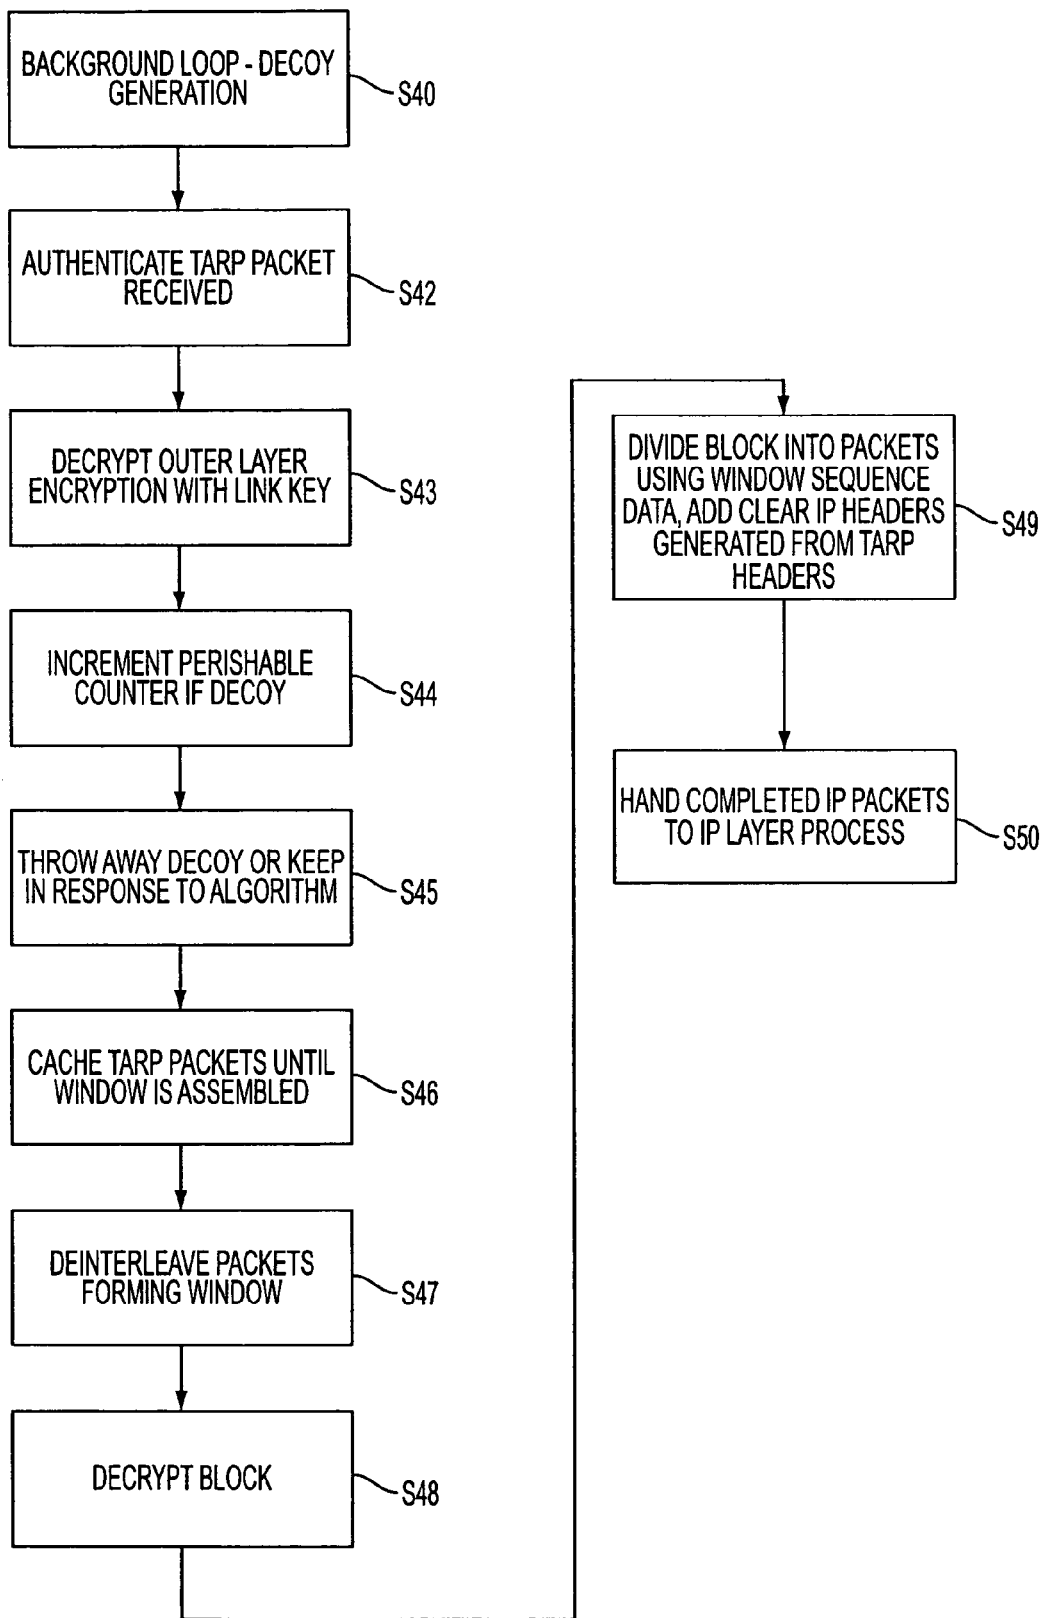 BACKGROUND LOOP - DECOY
GENERATION
S40
AUTHENTICATE TARP PACKET
RECEIVED
S42
DECRYPT OUTER LAYER
ENCRYPTION WITH LINK KEY
S43
INCREMENT PERISHABLE
COUNTER IF DECOY
S44
THROW AWAY DECOY OR KEEP
IN RESPONSE TO ALGORITHM
S45
CACHE TARP PACKETS UNTIL
WINDOW IS ASSEMBLED
S46
DEINTERLEAVE PACKETS
FORMING WINDOW
S47
DECRYPT BLOCK
S48
DIVIDE BLOCK INTO PACKETS
USING WINDOW SEQUENCE
DATA, ADD CLEAR IP HEADERS
GENERATED FROM TARP
HEADERS
S49
HAND COMPLETED IP PACKETS
TO IP LAYER PROCESS
S50